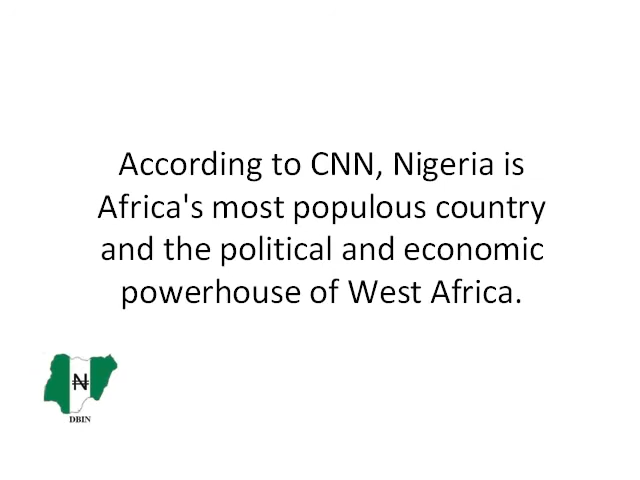 According to CNN, Nigeria is
Africa's most populous country
and the political and economic
powerhouse of West Africa.
₦
DBIN